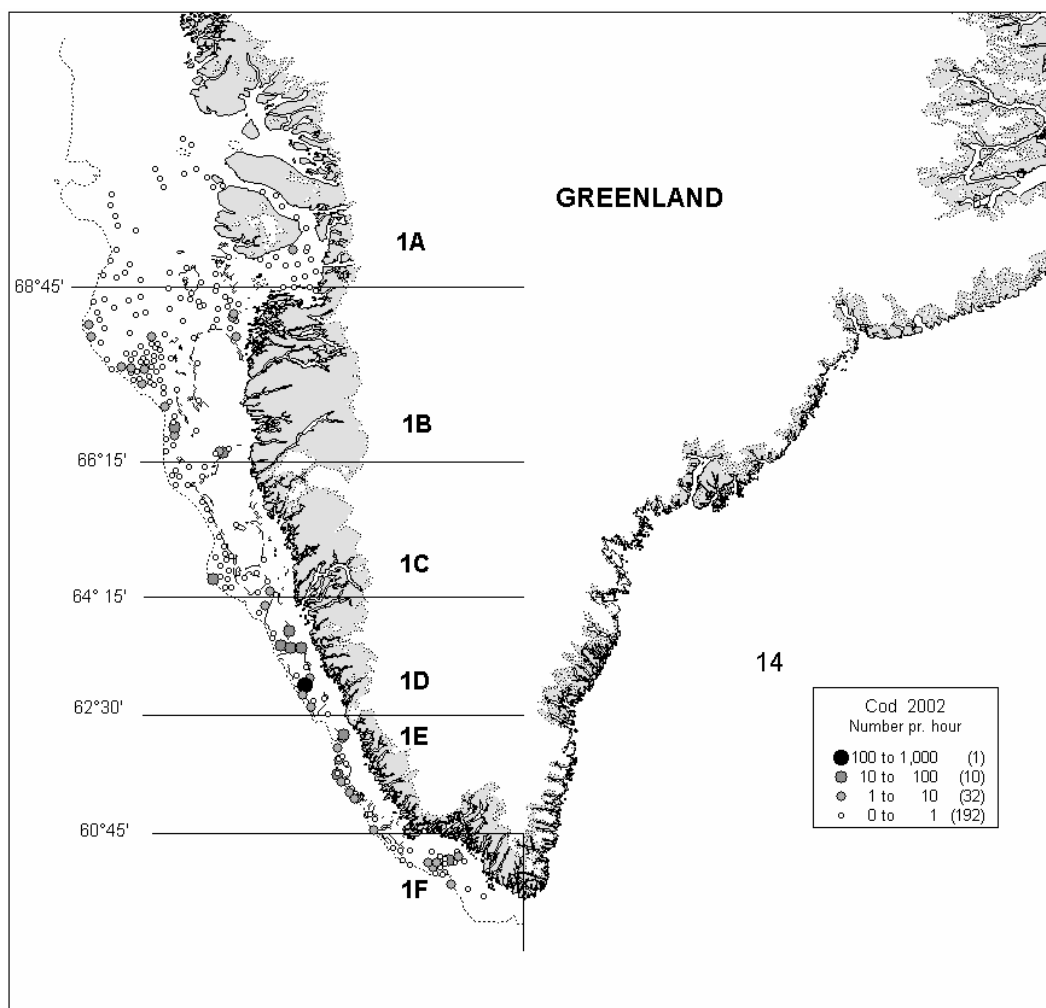 GREENLAND
1A
68°45'
1B
66°15'
1C
64° 15'
14
1D
62°30'
1E
60°45'
1F
Cod 2002
Number pr. hour
100 to 1,000 (1)
10 to 100 (10)
1 to 10 (32)
0 to 1 (192)